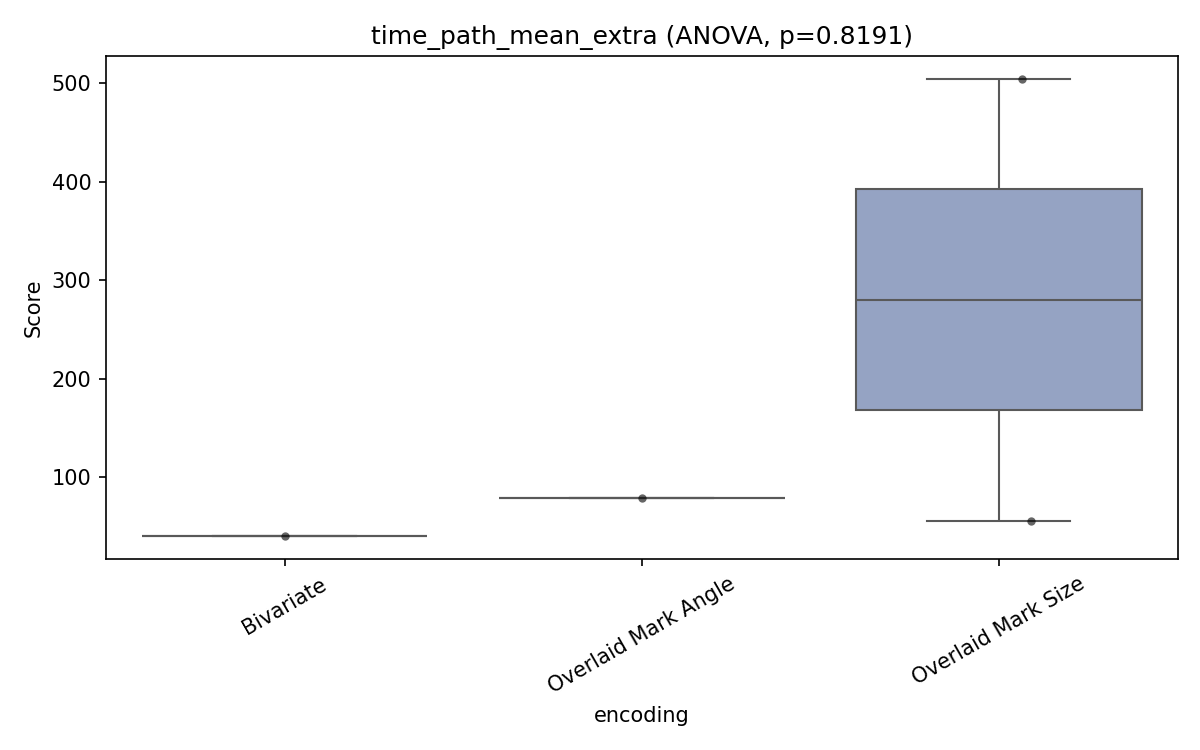 time_path_mean_extra (ANOVA, p=0.8191)
500
400
300
200
100
Score
Bivariate
Overlaid Mark Angle
Overlaid Mark Size
encoding